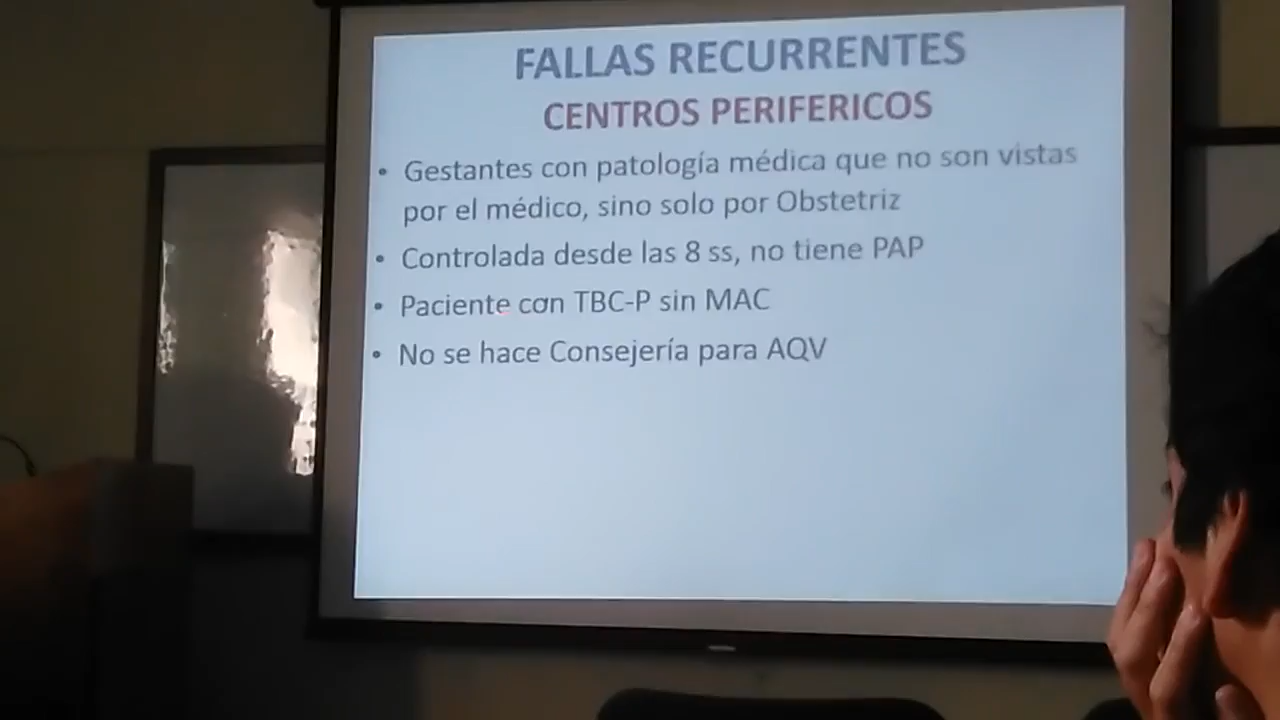 FALLAS RECURRENTES
CENTROS PERIFERICOS
• Gestantes con patología médica que no son vistas
por el médico, sino solo por Obstetriz
• Controlada desde las 8 ss, no tiene PAP
• Paciente con TBC-P sin MAC
• No se hace Consejería para AQV